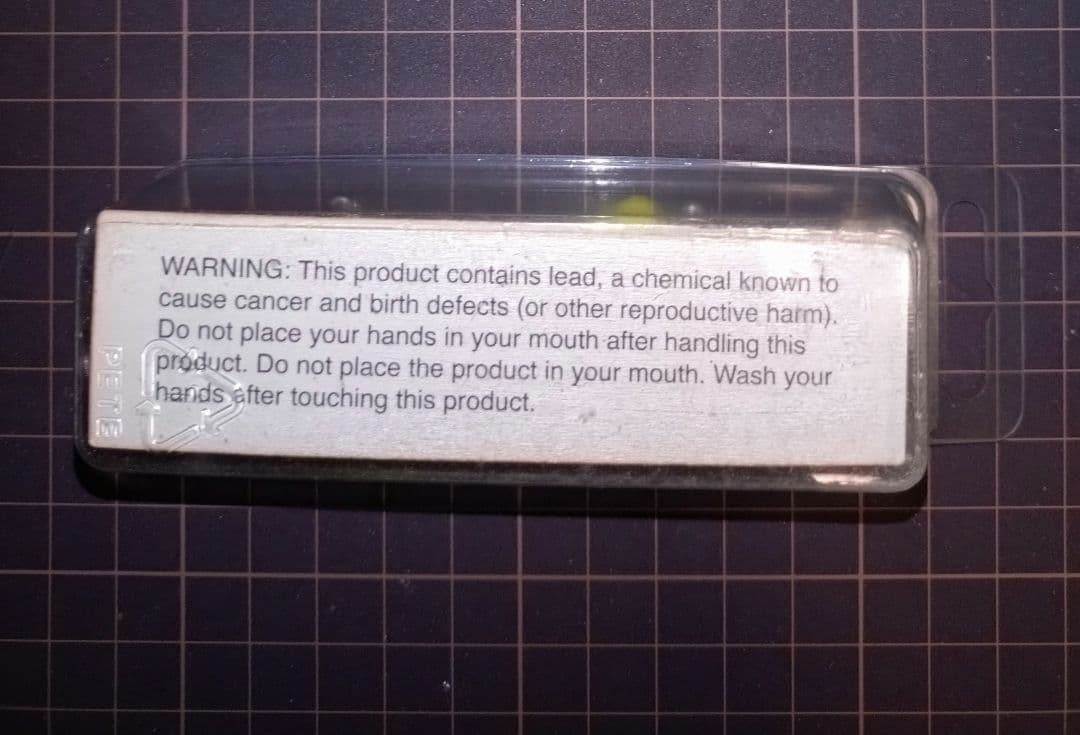 WARNING: This product contains lead, a chemical known to
cause cancer and birth defects (or other reproductive harm).
Do not place your hands in your mouth after handling this
product. Do not place the product in your mouth. Wash your
hands after touching this product.
PETE